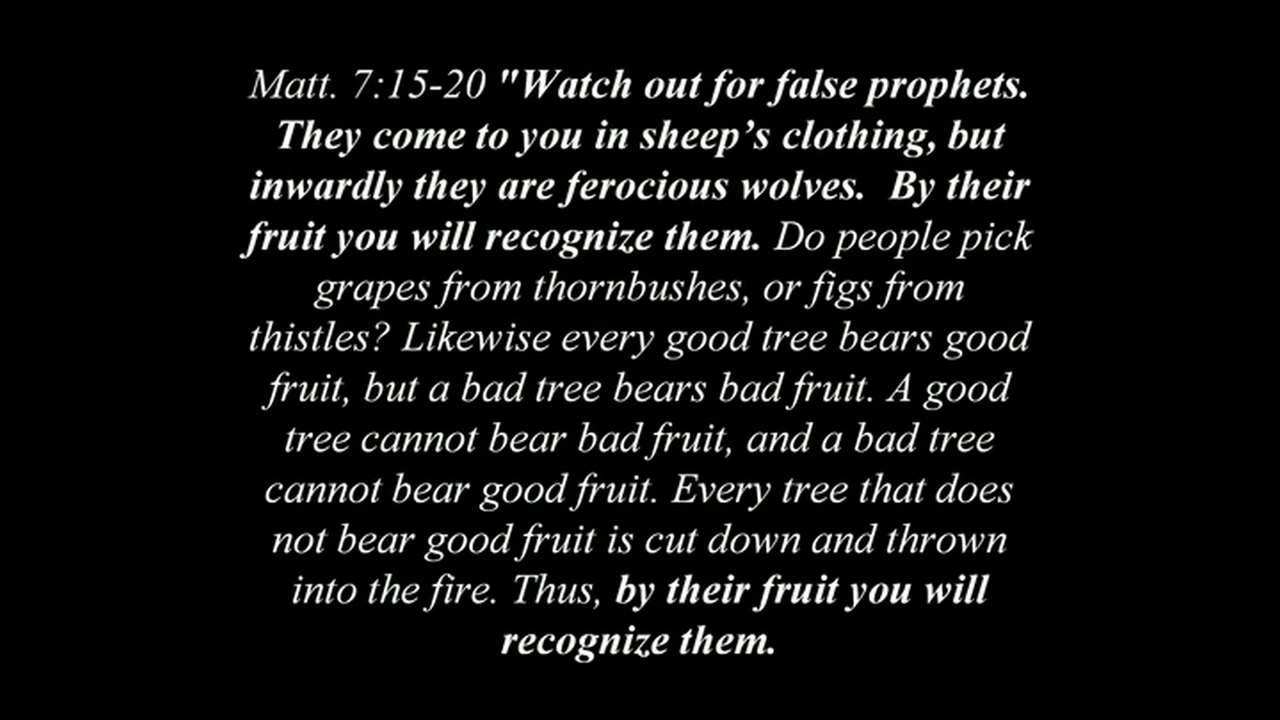 Matt. 7:15-20 "Watch out for false prophets.
They come to you in sheep’s clothing, but
inwardly they are ferocious wolves.  By their
fruit you will recognize them. Do people pick
grapes from thornbushes, or figs from
thistles? Likewise every good tree bears good
fruit, but a bad tree bears bad fruit. A good
tree cannot bear bad fruit, and a bad tree
cannot bear good fruit. Every tree that does
not bear good fruit is cut down and thrown
into the fire. Thus, by their fruit you will
recognize them.